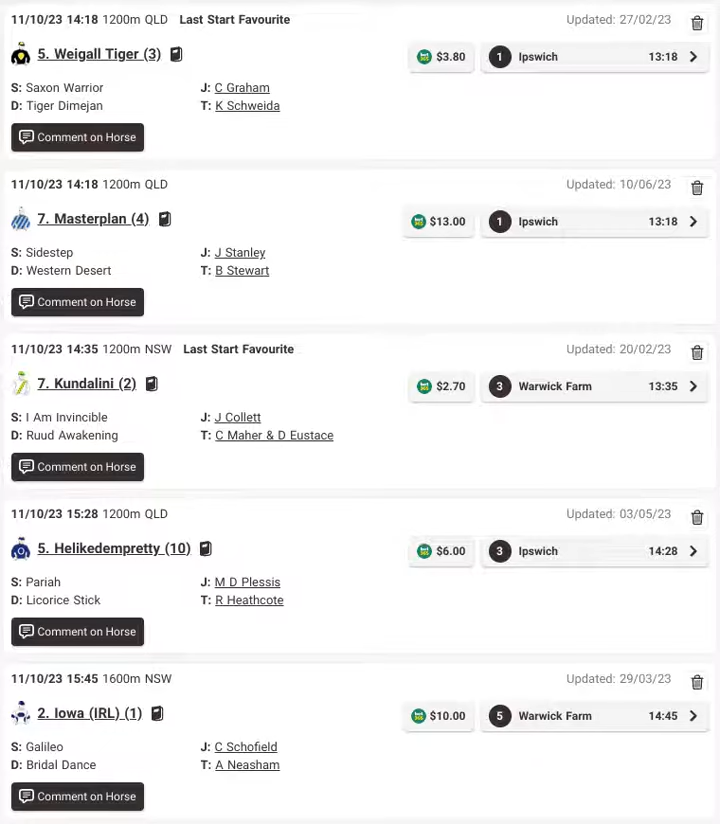 11/10/23 14:18 1200m QLD Last Start Favourite Updated: 27/02/23
5. Weigall Tiger (3) bet365 $3.80 1 Ipswich 13:18
S: Saxon Warrior J: C Graham
D: Tiger Dimejan T: K Schweida
Comment on Horse
11/10/23 14:18 1200m QLD Updated: 10/06/23
7. Masterplan (4) bet365 $13.00 1 Ipswich 13:18
S: Sidestep J: J Stanley
D: Western Desert T: B Stewart
Comment on Horse
11/10/23 14:35 1200m NSW Last Start Favourite Updated: 20/02/23
7. Kundalini (2) bet365 $2.70 3 Warwick Farm 13:35
S: I Am Invincible J: J Collett
D: Ruud Awakening T: C Maher & D Eustace
Comment on Horse
11/10/23 15:28 1200m QLD Updated: 03/05/23
5. Helikedempretty (10) bet365 $6.00 3 Ipswich 14:28
S: Pariah J: M D Plessis
D: Licorice Stick T: R Heathcote
Comment on Horse
11/10/23 15:45 1600m NSW Updated: 29/03/23
2. Iowa (IRL) (1) bet365 $10.00 5 Warwick Farm 14:45
S: Galileo J: C Schofield
D: Bridal Dance T: A Neasham
Comment on Horse